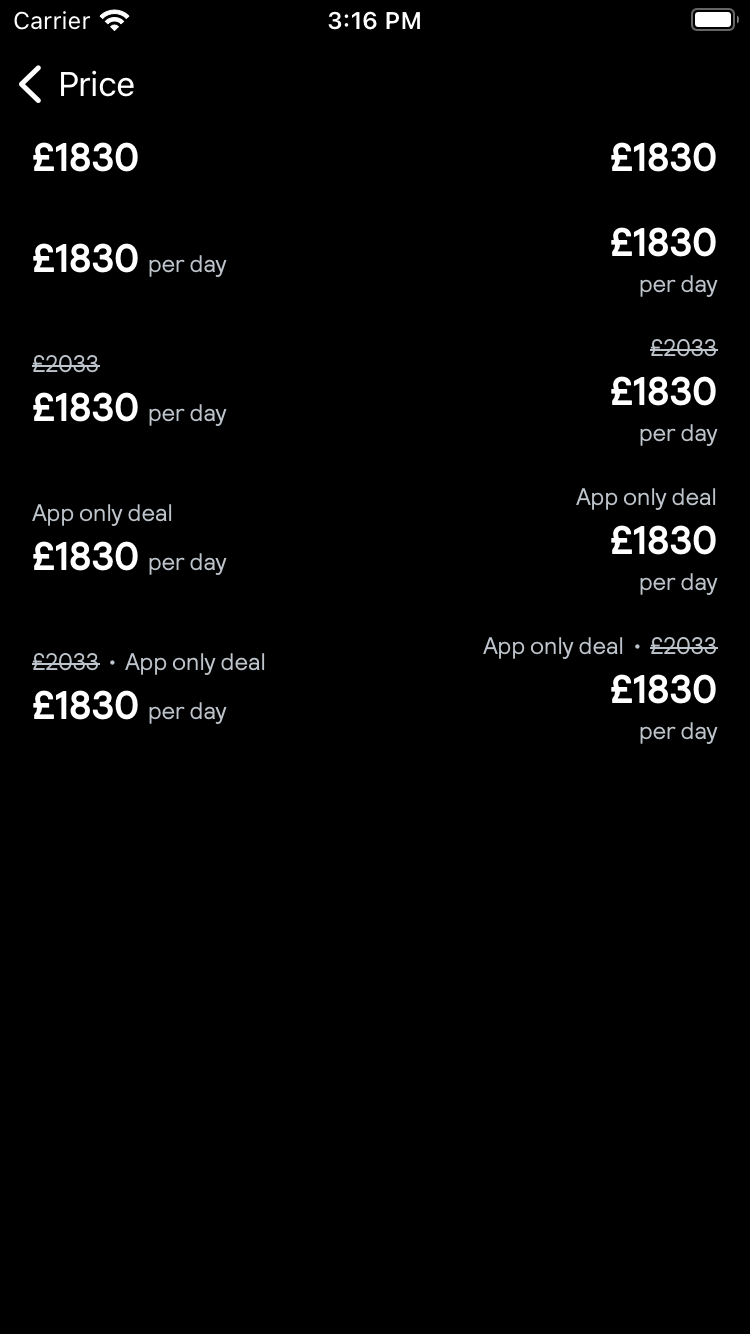 Carrier 3:16 PM
Price
£1830 £1830
£1830 per day £1830
per day
£2033 £2033
£1830 per day £1830
per day
App only deal App only deal
£1830 per day £1830
per day
£2033 • App only deal App only deal • £2033
£1830 per day £1830
per day